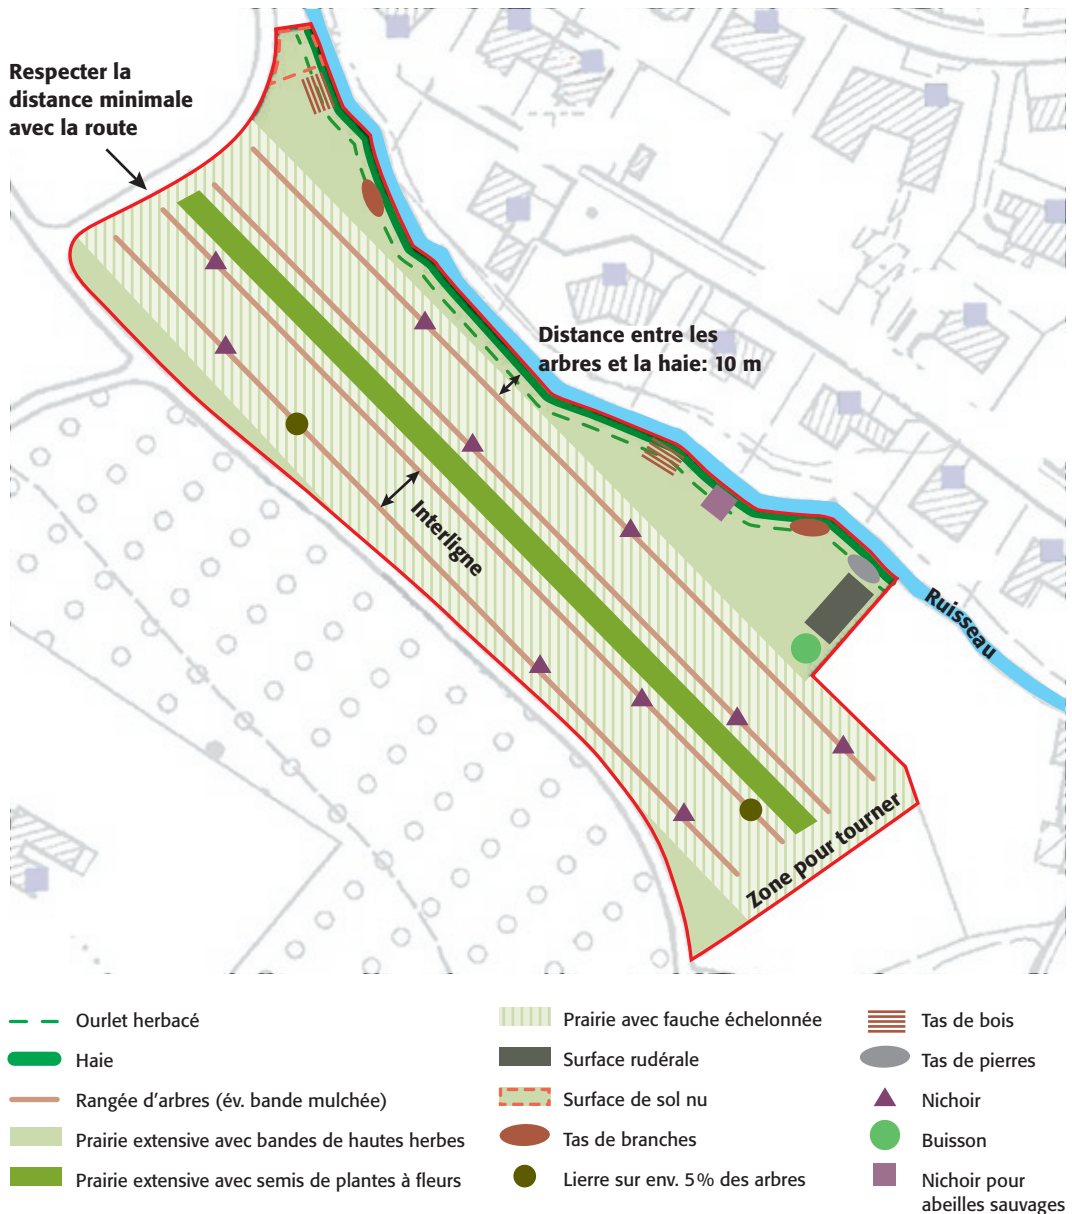 Respecter la
distance minimale
avec la route
Distance entre les
arbres et la haie: 10 m
Interligne
Ruisseau
Zone pour tourner
Ourlet herbacé
Haie
Rangée d'arbres (év. bande mulchée)
Prairie extensive avec bandes de hautes herbes
Prairie extensive avec semis de plantes à fleurs
Prairie avec fauche échelonnée
Surface rudérale
Surface de sol nu
Tas de branches
Lierre sur env. 5% des arbres
Tas de bois
Tas de pierres
Nichoir
Buisson
Nichoir pour
abeilles sauvages